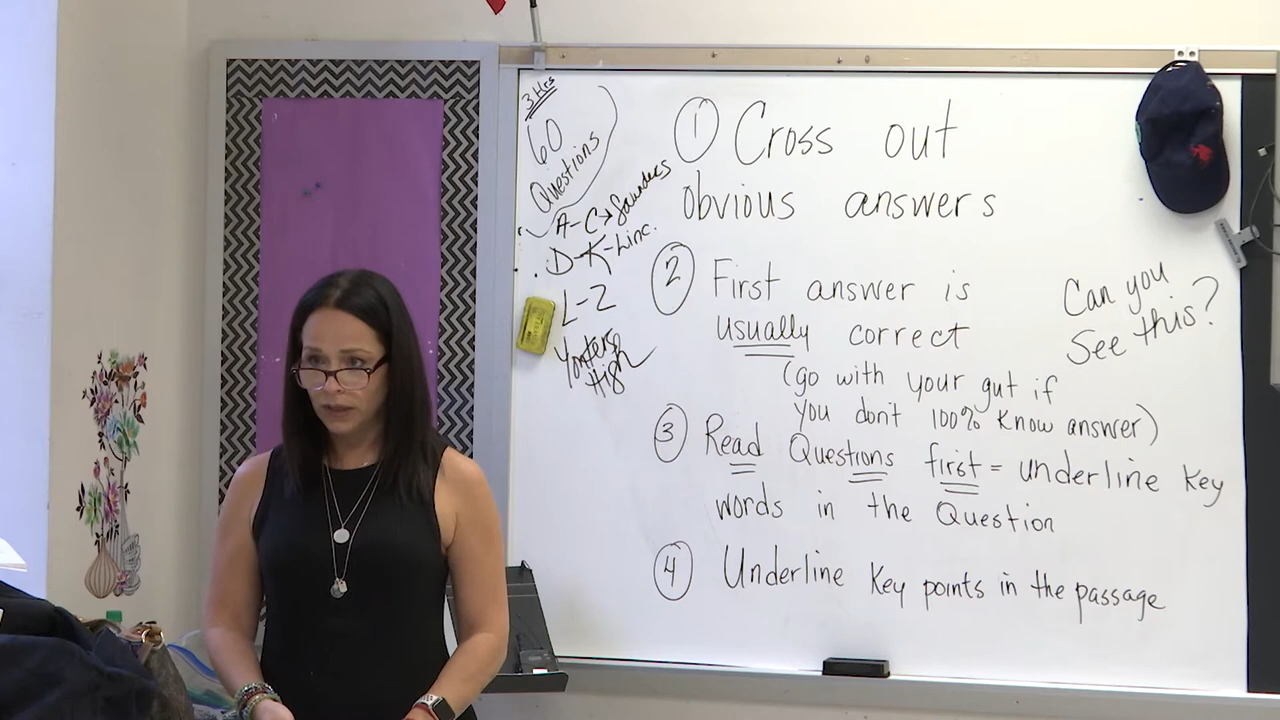 3 Hrs
60
Questions
A-C→Saunders
D-K-Linc.
L-Z
Yonkers
High
① Cross out
obvious answers
② First answer is
usually correct
(go with your gut if
you don't 100% know answer)
③ Read Questions first = underline key
words in the Question
④ Underline key points in the passage
Can you
See this?